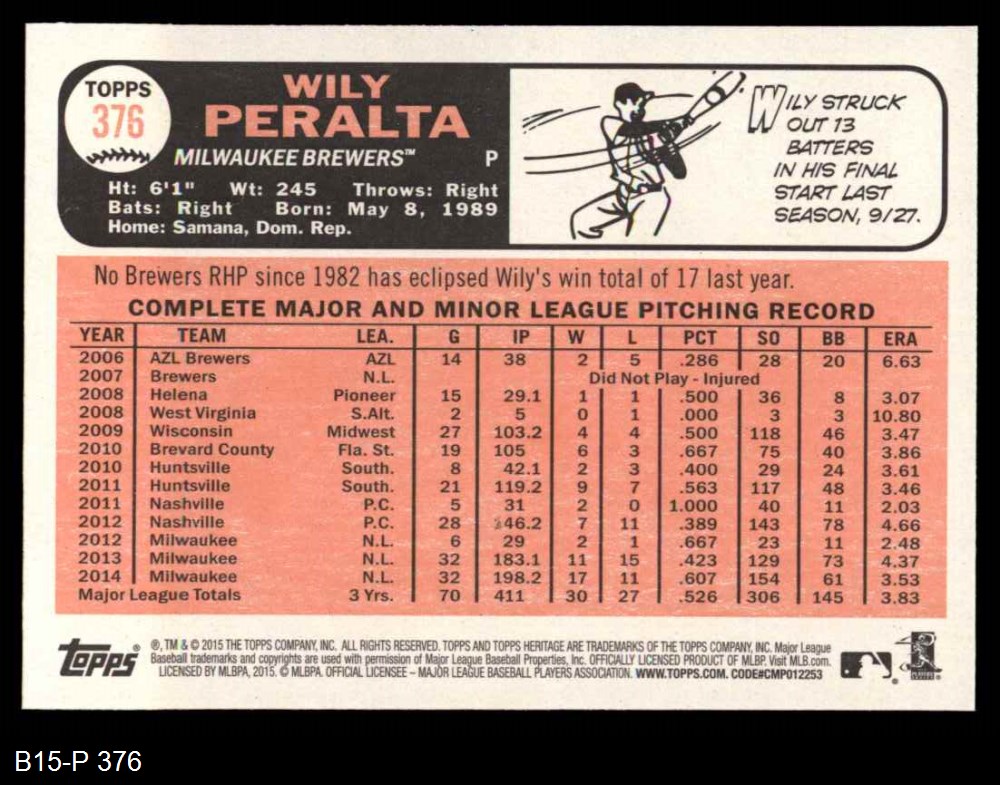 TOPPS
376
WILY
PERALTA
MILWAUKEE BREWERS™ P
Ht: 6'1" Wt: 245 Throws: Right
Bats: Right Born: May 8, 1989
Home: Samana, Dom. Rep.
WILY STRUCK
OUT 13
BATTERS
IN HIS FINAL
START LAST
SEASON, 9/27.
No Brewers RHP since 1982 has eclipsed Wily's win total of 17 last year.
COMPLETE MAJOR AND MINOR LEAGUE PITCHING RECORD
YEAR TEAM LEA. G IP W L PCT SO BB ERA
2006 AZL Brewers AZL 14 38 2 5 .286 28 20 6.63
2007 Brewers N.L. Did Not Play - Injured
2008 Helena Pioneer 15 29.1 1 1 .500 36 8 3.07
2008 West Virginia S.Alt. 2 5 0 1 .000 3 3 10.80
2009 Wisconsin Midwest 27 103.2 4 4 .500 118 46 3.47
2010 Brevard County Fla. St. 19 105 6 3 .667 75 40 3.86
2010 Huntsville South. 8 42.1 2 3 .400 29 24 3.61
2011 Huntsville South. 21 119.2 9 7 .563 117 48 3.46
2011 Nashville P.C. 5 31 2 0 1.000 40 11 2.03
2012 Nashville P.C. 28 146.2 7 11 .389 143 78 4.66
2012 Milwaukee N.L. 6 29 2 1 .667 23 11 2.48
2013 Milwaukee N.L. 32 183.1 11 15 .423 129 73 4.37
2014 Milwaukee N.L. 32 198.2 17 11 .607 154 61 3.53
Major League Totals 3 Yrs. 70 411 30 27 .526 306 145 3.83
Topps®
®, TM & © 2015 THE TOPPS COMPANY, INC. ALL RIGHTS RESERVED. TOPPS AND TOPPS HERITAGE ARE TRADEMARKS OF THE TOPPS COMPANY, INC. Major League
Baseball trademarks and copyrights are used with permission of Major League Baseball Properties, Inc. OFFICIALLY LICENSED PRODUCT OF MLBP. Visit MLB.com.
LICENSED BY MLBPA, 2015. © MLBPA. OFFICIAL LICENSEE – MAJOR LEAGUE BASEBALL PLAYERS ASSOCIATION. WWW.TOPPS.COM. CODE#CMP012253
B15-P 376